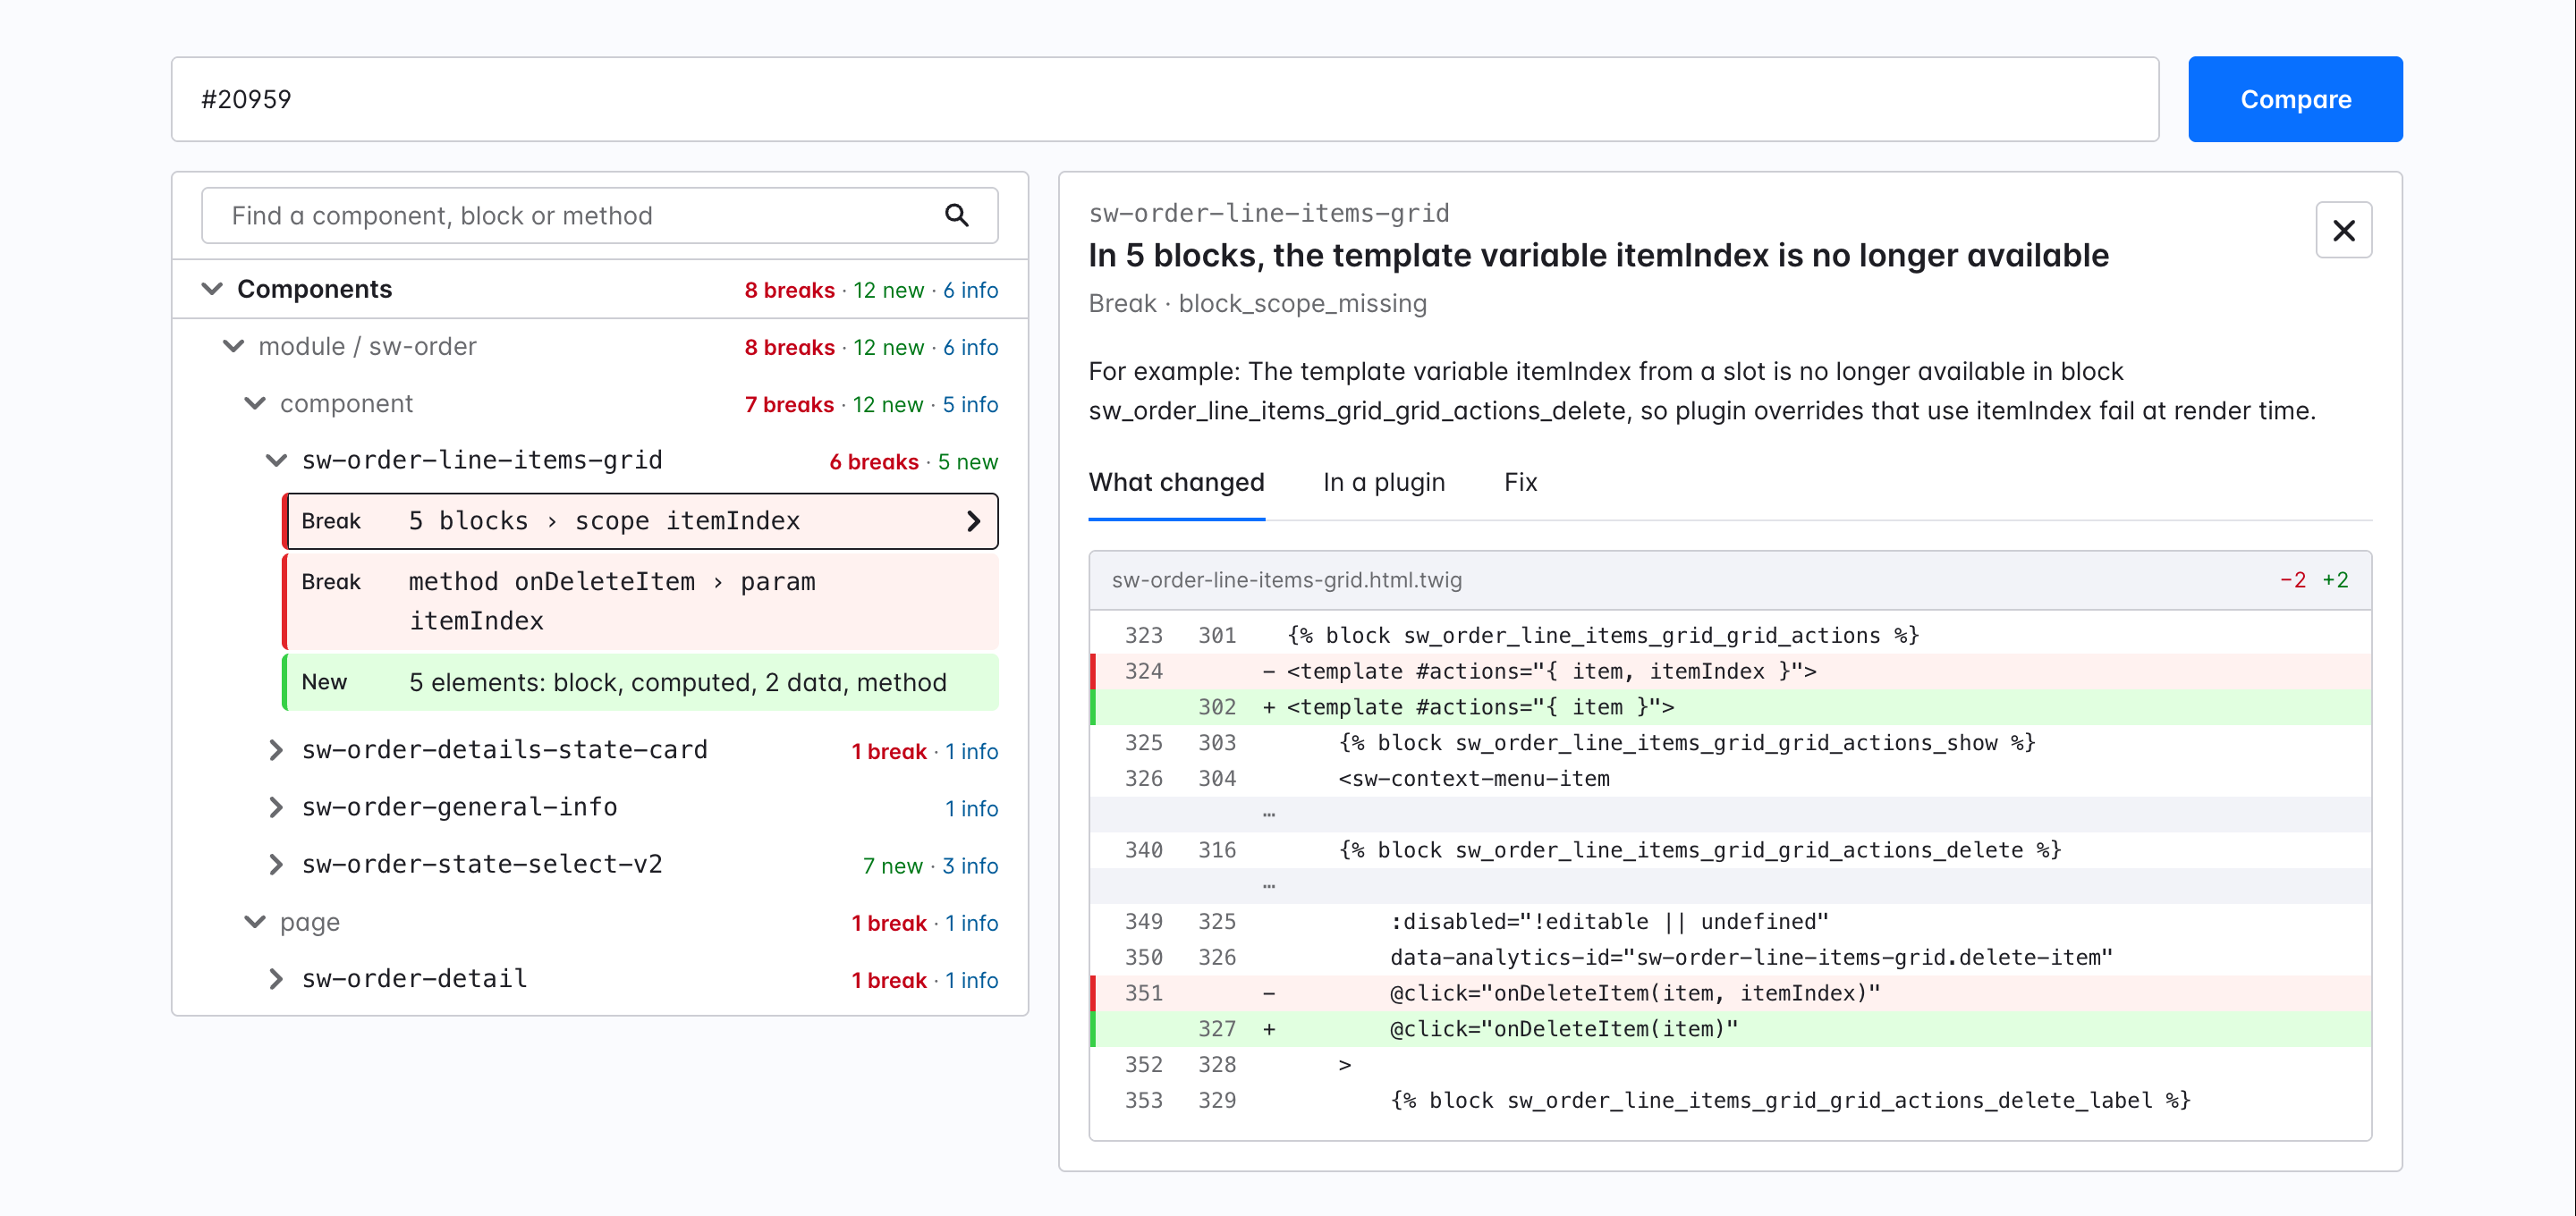 #20959
Compare
Find a component, block or method
Components 8 breaks · 12 new · 6 info
module / sw-order 8 breaks · 12 new · 6 info
component 7 breaks · 12 new · 5 info
sw-order-line-items-grid 6 breaks · 5 new
Break 5 blocks › scope itemIndex
Break method onDeleteItem › param
itemIndex
New 5 elements: block, computed, 2 data, method
sw-order-details-state-card 1 break · 1 info
sw-order-general-info 1 info
sw-order-state-select-v2 7 new · 3 info
page 1 break · 1 info
sw-order-detail 1 break · 1 info
sw-order-line-items-grid
In 5 blocks, the template variable itemIndex is no longer available
Break · block_scope_missing
For example: The template variable itemIndex from a slot is no longer available in block
sw_order_line_items_grid_grid_actions_delete, so plugin overrides that use itemIndex fail at render time.
What changed In a plugin Fix
sw-order-line-items-grid.html.twig −2 +2
323 301 {% block sw_order_line_items_grid_grid_actions %}
324 − <template #actions="{ item, itemIndex }">
302 + <template #actions="{ item }">
325 303 {% block sw_order_line_items_grid_grid_actions_show %}
326 304 <sw-context-menu-item
…
340 316 {% block sw_order_line_items_grid_grid_actions_delete %}
…
349 325 :disabled="!editable || undefined"
350 326 data-analytics-id="sw-order-line-items-grid.delete-item"
351 − @click="onDeleteItem(item, itemIndex)"
327 + @click="onDeleteItem(item)"
352 328 >
353 329 {% block sw_order_line_items_grid_grid_actions_delete_label %}